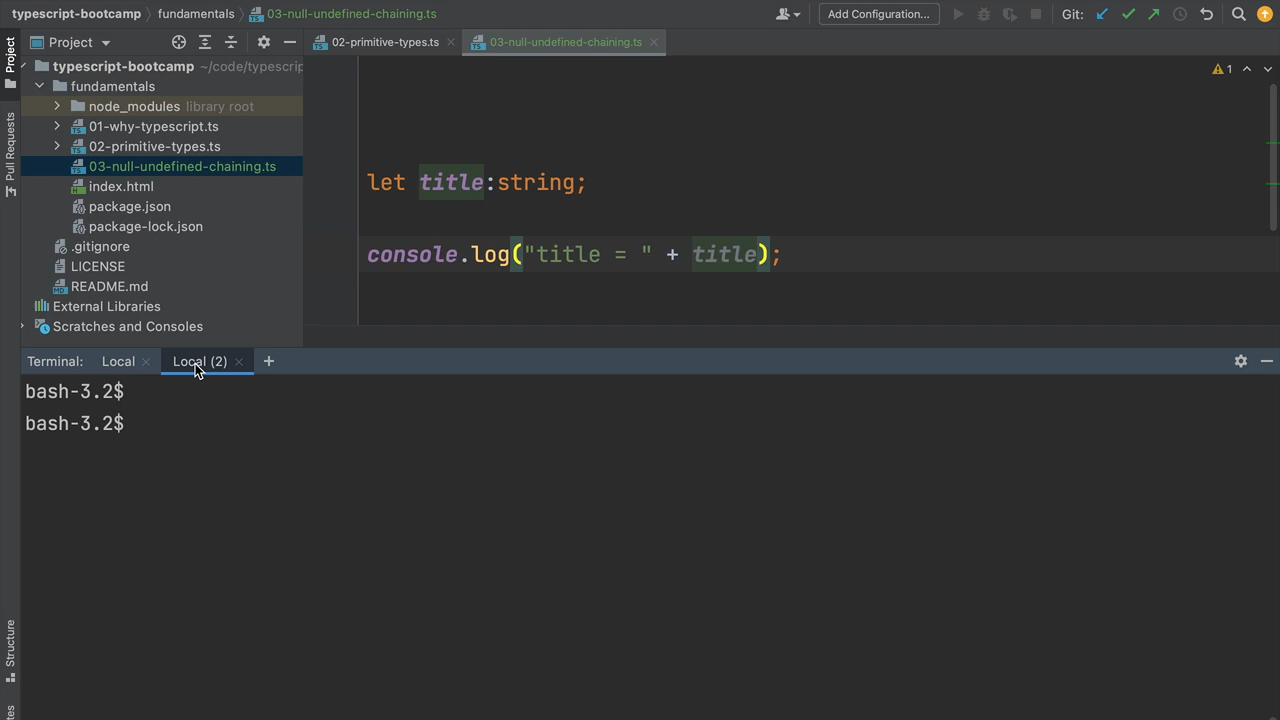 typescript-bootcamp fundamentals 03-null-undefined-chaining.ts Add Configuration... Git:
Project 02-primitive-types.ts 03-null-undefined-chaining.ts
Project
Pull Requests
Structure
typescript-bootcamp ~/code/typescrip
fundamentals
node_modules library root
01-why-typescript.ts
02-primitive-types.ts
03-null-undefined-chaining.ts
index.html
package.json
package-lock.json
.gitignore
LICENSE
README.md
External Libraries
Scratches and Consoles
1
let title:string;
console.log("title = " + title);
Terminal: Local Local (2) +
bash-3.2$
bash-3.2$